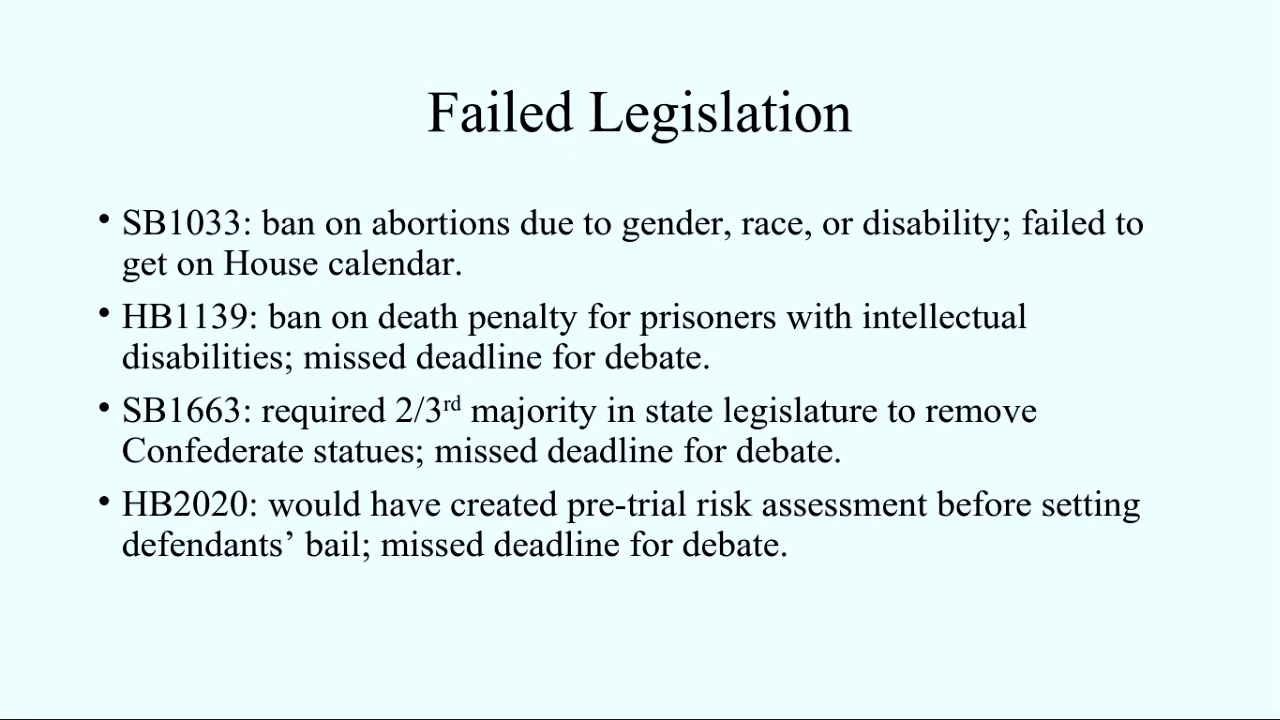 Failed Legislation
• SB1033: ban on abortions due to gender, race, or disability; failed to
get on House calendar.
• HB1139: ban on death penalty for prisoners with intellectual
disabilities; missed deadline for debate.
• SB1663: required 2/3rd majority in state legislature to remove
Confederate statues; missed deadline for debate.
• HB2020: would have created pre-trial risk assessment before setting
defendants’ bail; missed deadline for debate.